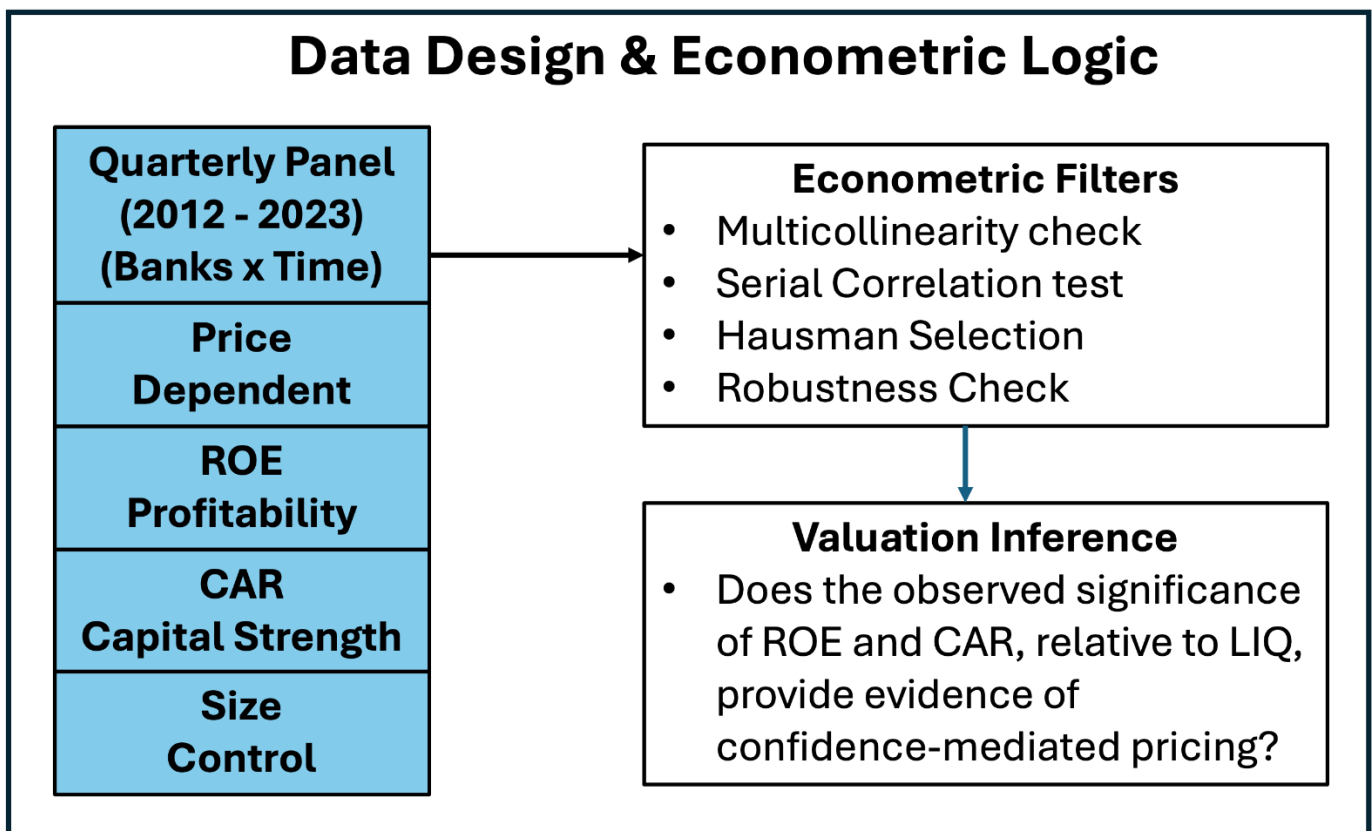 Data Design & Econometric Logic
Quarterly Panel
(2012 - 2023)
(Banks x Time)
Price
Dependent
ROE
Profitability
CAR
Capital Strength
Size
Control
Econometric Filters
• Multicollinearity check
• Serial Correlation test
• Hausman Selection
• Robustness Check
Valuation Inference
• Does the observed significance
of ROE and CAR, relative to LIQ,
provide evidence of
confidence-mediated pricing?